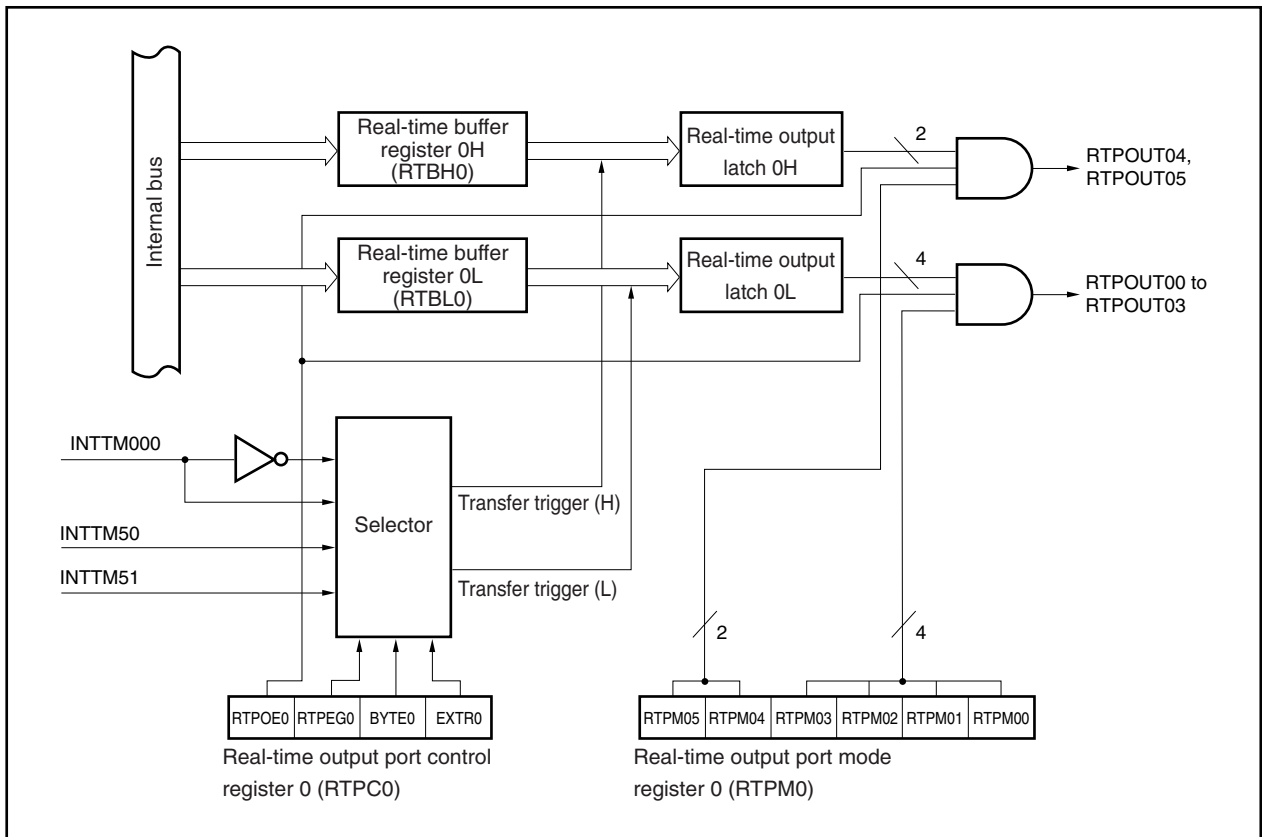 Internal bus
Real-time buffer
register 0H
(RTBH0)
Real-time output
latch 0H
2
RTPOUT04,
RTPOUT05
Real-time buffer
register 0L
(RTBL0)
Real-time output
latch 0L
4
RTPOUT00 to
RTPOUT03
INTTM000
INTTM50
INTTM51
Selector
Transfer trigger (H)
Transfer trigger (L)
2
4
RTPOE0 RTPEG0 BYTE0 EXTR0
Real-time output port control
register 0 (RTPC0)
RTPM05 RTPM04 RTPM03 RTPM02 RTPM01 RTPM00
Real-time output port mode
register 0 (RTPM0)